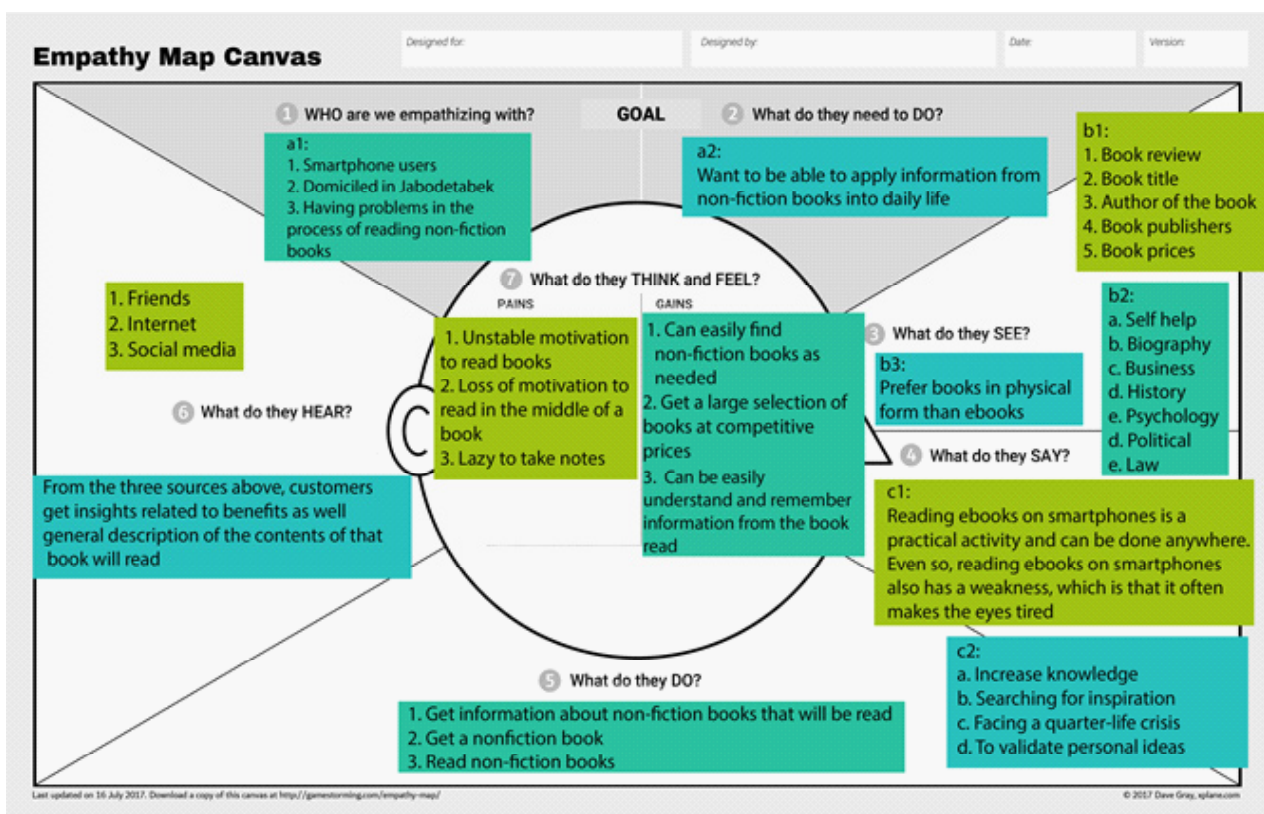 Empathy Map Canvas
Designed for:
Designed by:
Date:
Version:
1 WHO are we empathizing with?
GOAL
2 What do they need to DO?
a1:
1. Smartphone users
2. Domiciled in Jabodetabek
3. Having problems in the
process of reading non-fiction
books
a2:
Want to be able to apply information from
non-fiction books into daily life
b1:
1. Book review
2. Book title
3. Author of the book
4. Book publishers
5. Book prices
7 What do they THINK and FEEL?
PAINS
GAINS
1. Unstable motivation
to read books
2. Loss of motivation to
read in the middle of a
book
3. Lazy to take notes
1. Can easily find
non-fiction books as
needed
2. Get a large selection of
books at competitive
prices
3. Can be easily
understand and remember
information from the book
read
3 What do they SEE?
b3:
Prefer books in physical
form than ebooks
b2:
a. Self help
b. Biography
c. Business
d. History
e. Psychology
d. Political
e. Law
1. Friends
2. Internet
3. Social media
6 What do they HEAR?
From the three sources above, customers
get insights related to benefits as well
general description of the contents of that
book will read
4 What do they SAY?
c1:
Reading ebooks on smartphones is a
practical activity and can be done anywhere.
Even so, reading ebooks on smartphones
also has a weakness, which is that it often
makes the eyes tired
c2:
a. Increase knowledge
b. Searching for inspiration
c. Facing a quarter-life crisis
d. To validate personal ideas
5 What do they DO?
1. Get information about non-fiction books that will be read
2. Get a nonfiction book
3. Read non-fiction books
Last updated on 16 July 2017. Download a copy of this canvas at http://gamestorming.com/empathy-map/
© 2017 Dave Gray, xplane.com